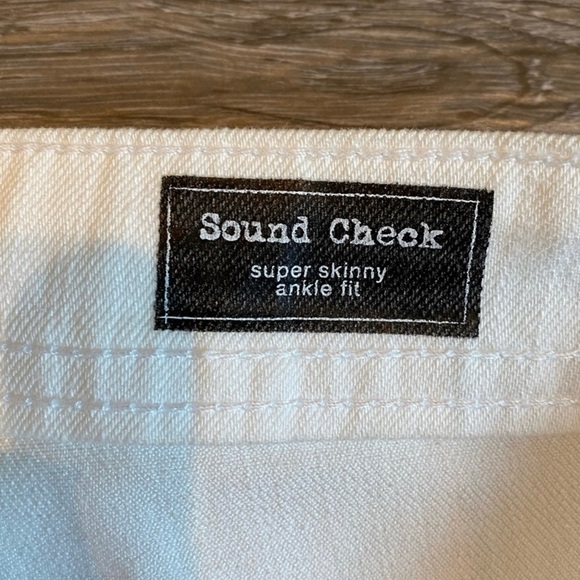 Sound Check
super skinny
ankle fit